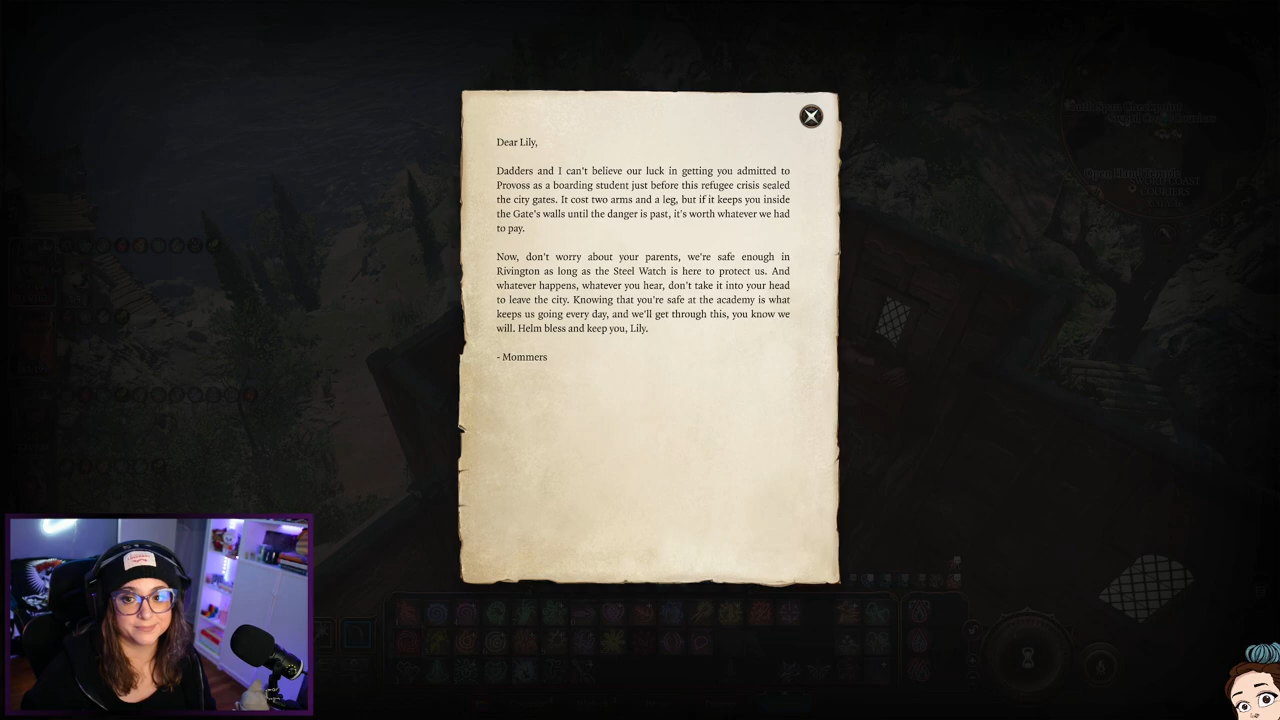 Dear Lily,
Dadders and I can't believe our luck in getting you admitted to
Provoss as a boarding student just before this refugee crisis sealed
the city gates. It cost two arms and a leg, but if it keeps you inside
the Gate's walls until the danger is past, it's worth whatever we had
to pay.
Now, don't worry about your parents, we're safe enough in
Rivington as long as the Steel Watch is here to protect us. And
whatever happens, whatever you hear, don't take it into your head
to leave the city. Knowing that you're safe at the academy is what
keeps us going every day, and we'll get through this, you know we
will. Helm bless and keep you, Lily.
- Mommers